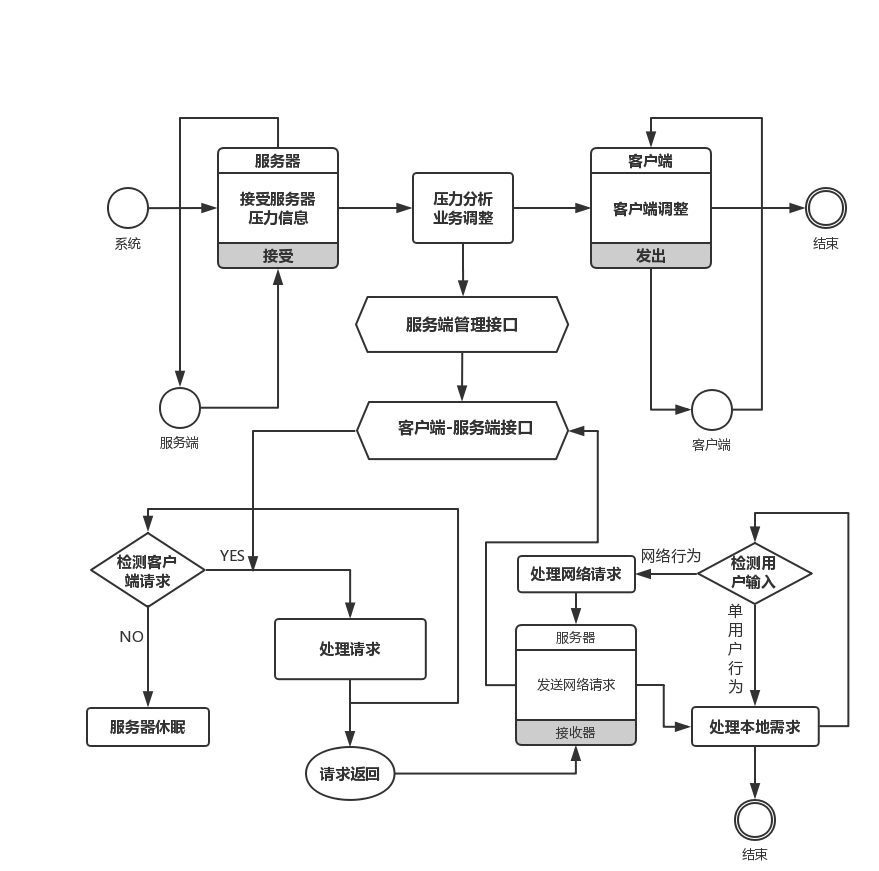 服务器
客户端
接受服务器
压力信息
压力分析
业务调整
客户端调整
系统
结束
接受
发出
服务端管理接口
客户端-服务端接口
服务端
客户端
检测客户
端请求
YES
网络行为
检测用
户输入
处理网络请求
单
用
户
行
为
NO
服务器
处理请求
发送网络请求
服务器休眠
接收器
处理本地需求
请求返回
结束